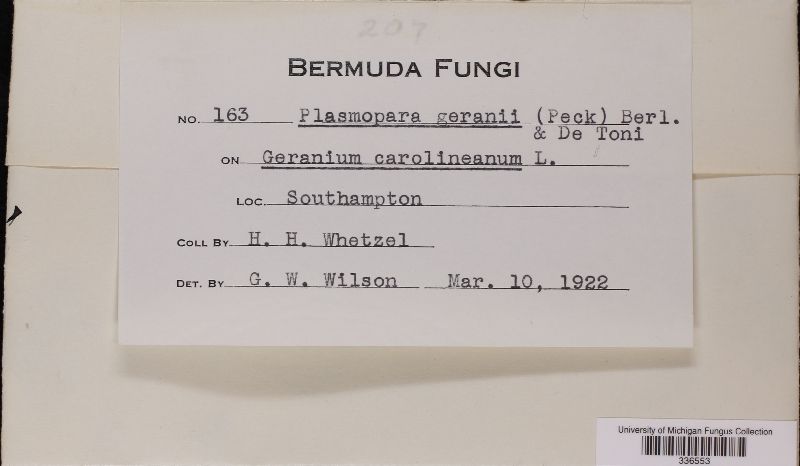 207
BERMUDA FUNGI
NO. 163 Plasmopara geranii (Peck) Berl.
& De Toni
ON Geranium carolineanum L.
LOC. Southampton
COLL BY H. H. Whetzel
DET. BY G. W. Wilson Mar. 10, 1922
University of Michigan Fungus Collection
336553